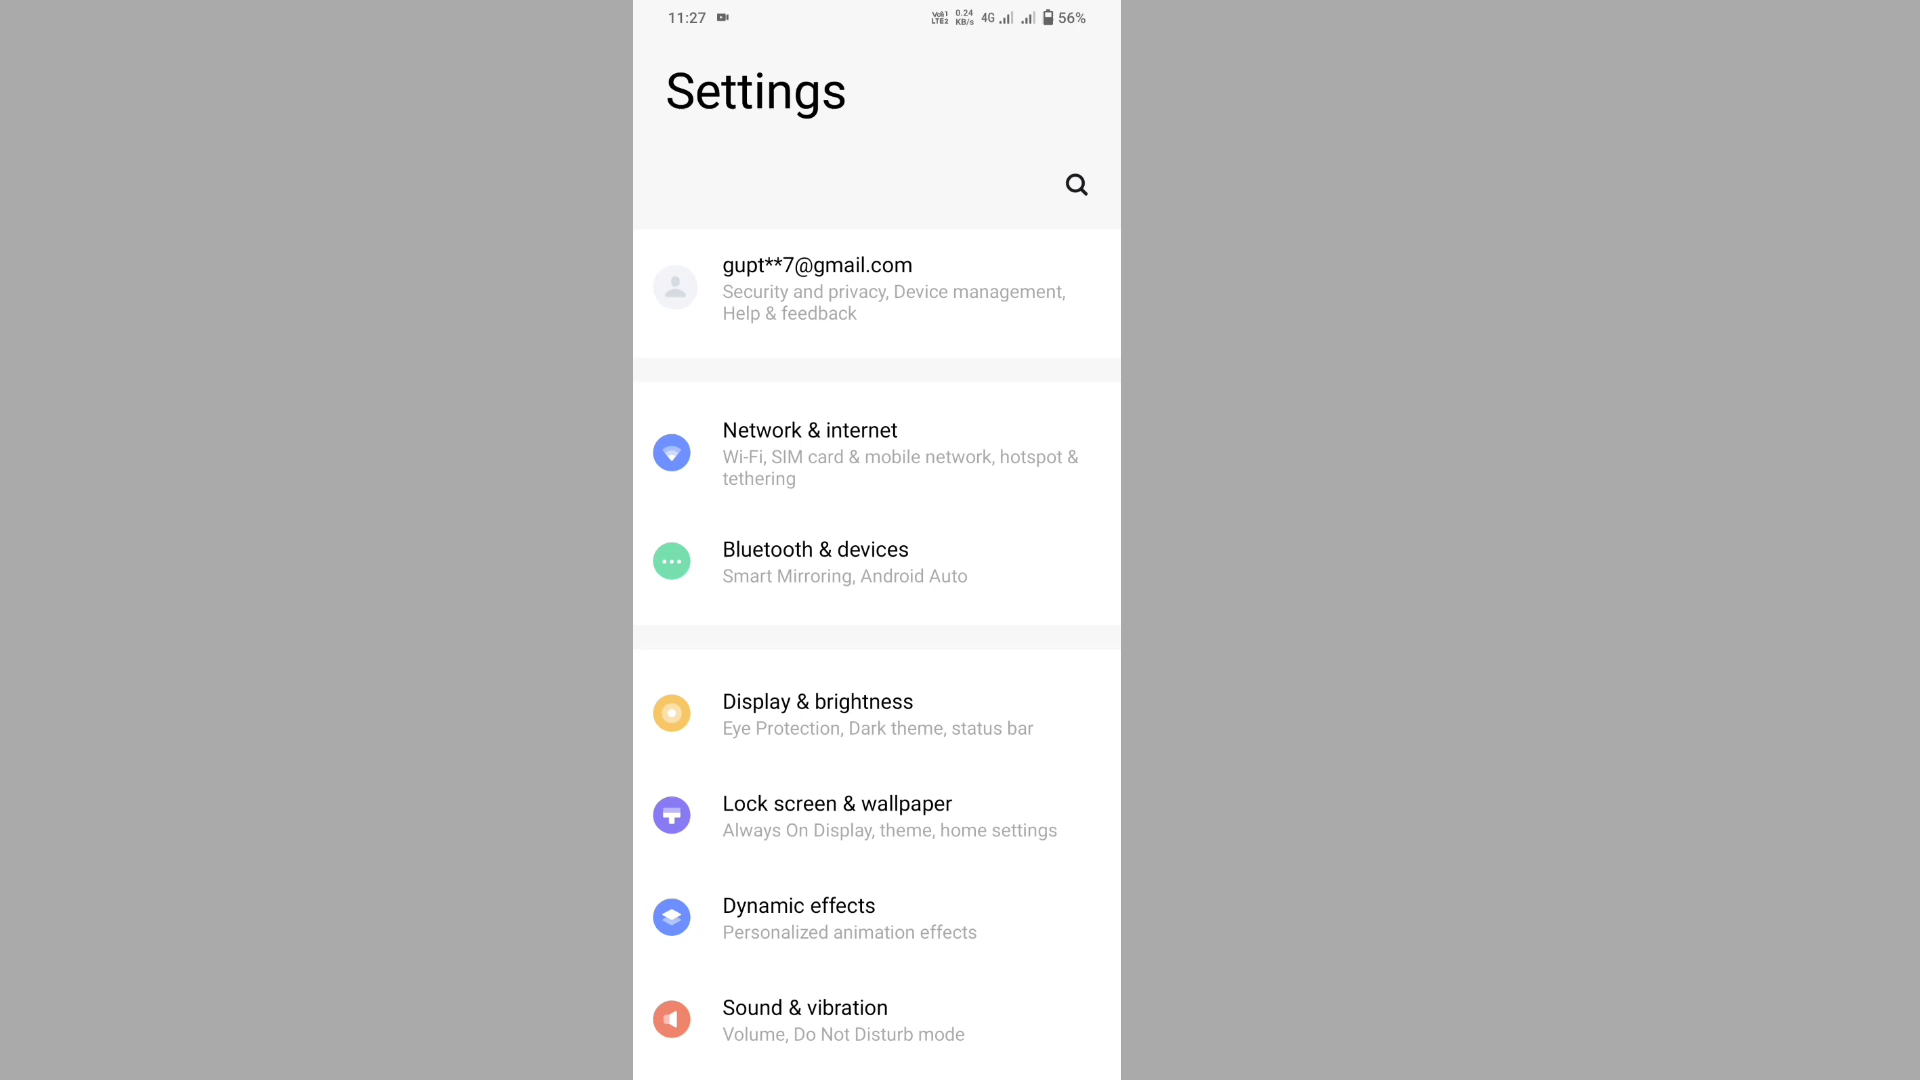 11:27 VoLTE1 LTE2 0.24 KB/s 4G 56%
Settings
gupt**7@gmail.com
Security and privacy, Device management,
Help & feedback
Network & internet
Wi-Fi, SIM card & mobile network, hotspot &
tethering
Bluetooth & devices
Smart Mirroring, Android Auto
Display & brightness
Eye Protection, Dark theme, status bar
Lock screen & wallpaper
Always On Display, theme, home settings
Dynamic effects
Personalized animation effects
Sound & vibration
Volume, Do Not Disturb mode